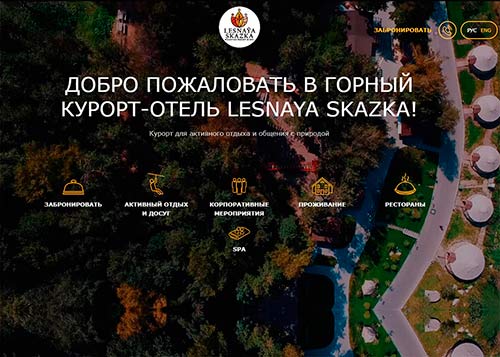 LESNAYA
SKAZKA
ЗАБРОНИРОВАТЬ
РУС ENG
ДОБРО ПОЖАЛОВАТЬ В ГОРНЫЙ
КУРОРТ-ОТЕЛЬ LESNAYA SKAZKA!
Курорт для активного отдыха и общения с природой
ЗАБРОНИРОВАТЬ
АКТИВНЫЙ ОТДЫХ
И ДОСУГ
КОРПОРАТИВНЫЕ
МЕРОПРИЯТИЯ
ПРОЖИВАНИЕ
РЕСТОРАНЫ
SPA